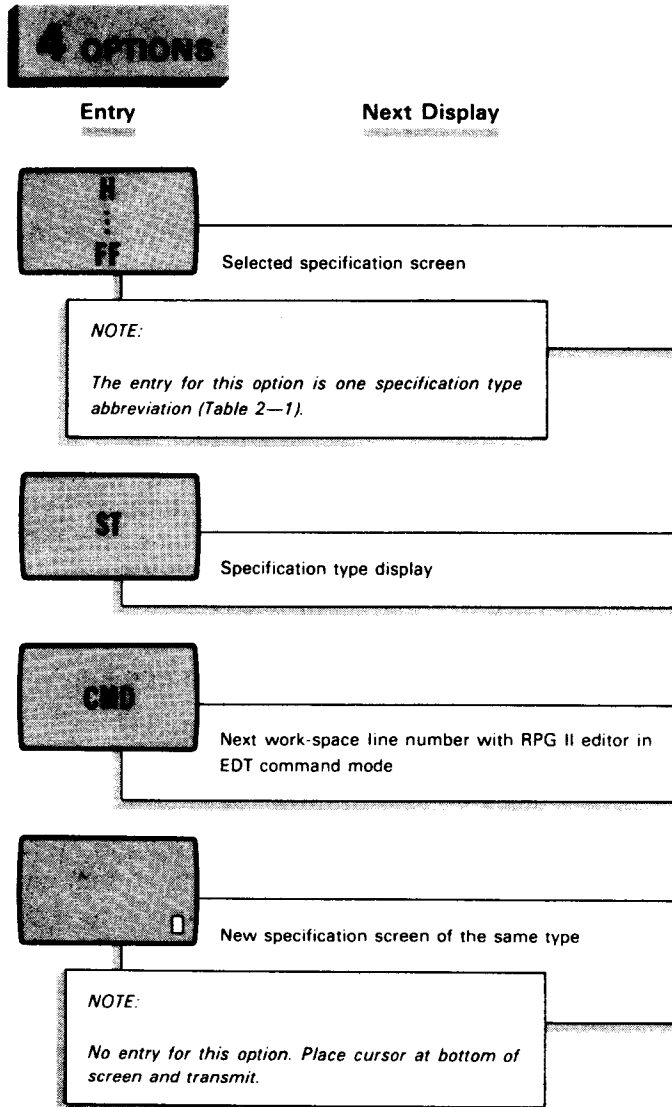 4 OPTIONS
Entry Next Display
H
⋮
FF
Selected specification screen
NOTE:
The entry for this option is one specification type
abbreviation (Table 2—1).
ST
Specification type display
CMD
Next work-space line number with RPG II editor in
EDT command mode
New specification screen of the same type
NOTE:
No entry for this option. Place cursor at bottom of
screen and transmit.